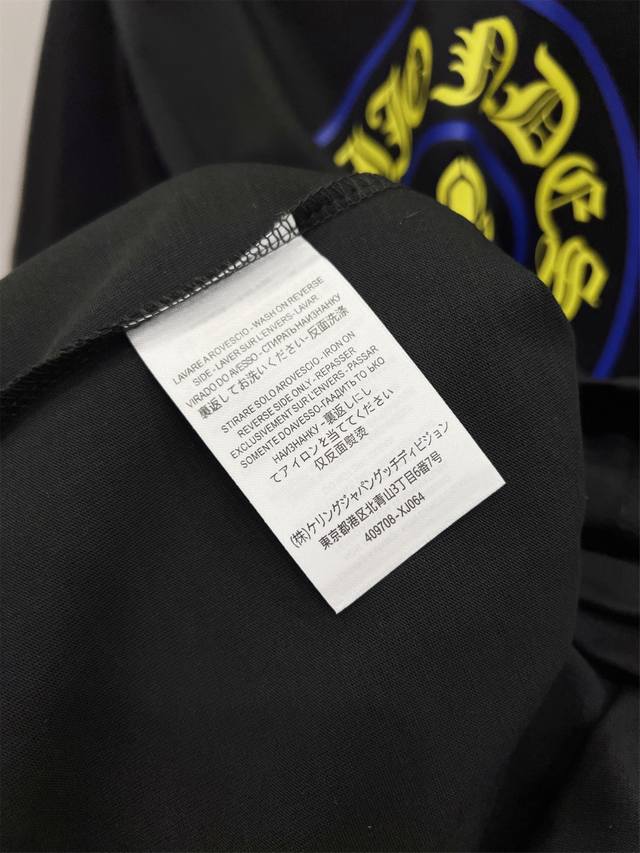 LAVARE A ROVESCIO - WASH ON REVERSE
SIDE - LAVER SUR L'ENVERS - LAVAR
VIRADO DO AVESSO - СТИРАТЬ НАИЗНАНКУ
裏返してお洗いください - 反面洗涤
STIRARE SOLO AROVESCIO - IRON ON
REVERSE SIDE ONLY - REPASSER
EXCLUSIVEMENT SUR L'ENVERS - PASSAR
SOMENTE DO AVESSO - ГЛАДИТЬ ТО ЬКО
НАИЗНАНКУ - 裏返しにし
てアイロンを当ててください
仅反面熨烫
(株)ケリングジャパングッチディビジョン
東京都港区北青山3丁目6番7号
409708-XJ064